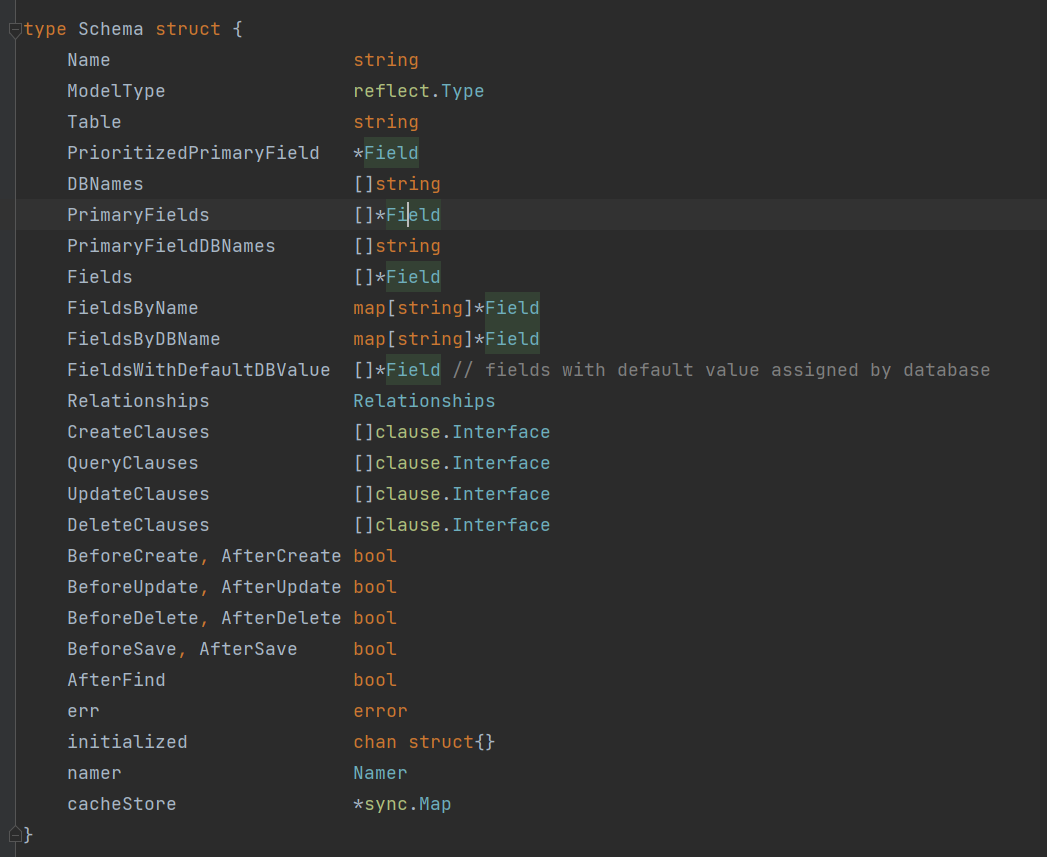 type Schema struct {
    Name                      string
    ModelType                 reflect.Type
    Table                     string
    PrioritizedPrimaryField   *Field
    DBNames                   []string
    PrimaryFields             []*Field
    PrimaryFieldDBNames       []string
    Fields                    []*Field
    FieldsByName              map[string]*Field
    FieldsByDBName            map[string]*Field
    FieldsWithDefaultDBValue  []*Field // fields with default value assigned by database
    Relationships             Relationships
    CreateClauses             []clause.Interface
    QueryClauses              []clause.Interface
    UpdateClauses             []clause.Interface
    DeleteClauses             []clause.Interface
    BeforeCreate, AfterCreate bool
    BeforeUpdate, AfterUpdate bool
    BeforeDelete, AfterDelete bool
    BeforeSave, AfterSave     bool
    AfterFind                 bool
    err                       error
    initialized               chan struct{}
    namer                     Namer
    cacheStore                *sync.Map
}